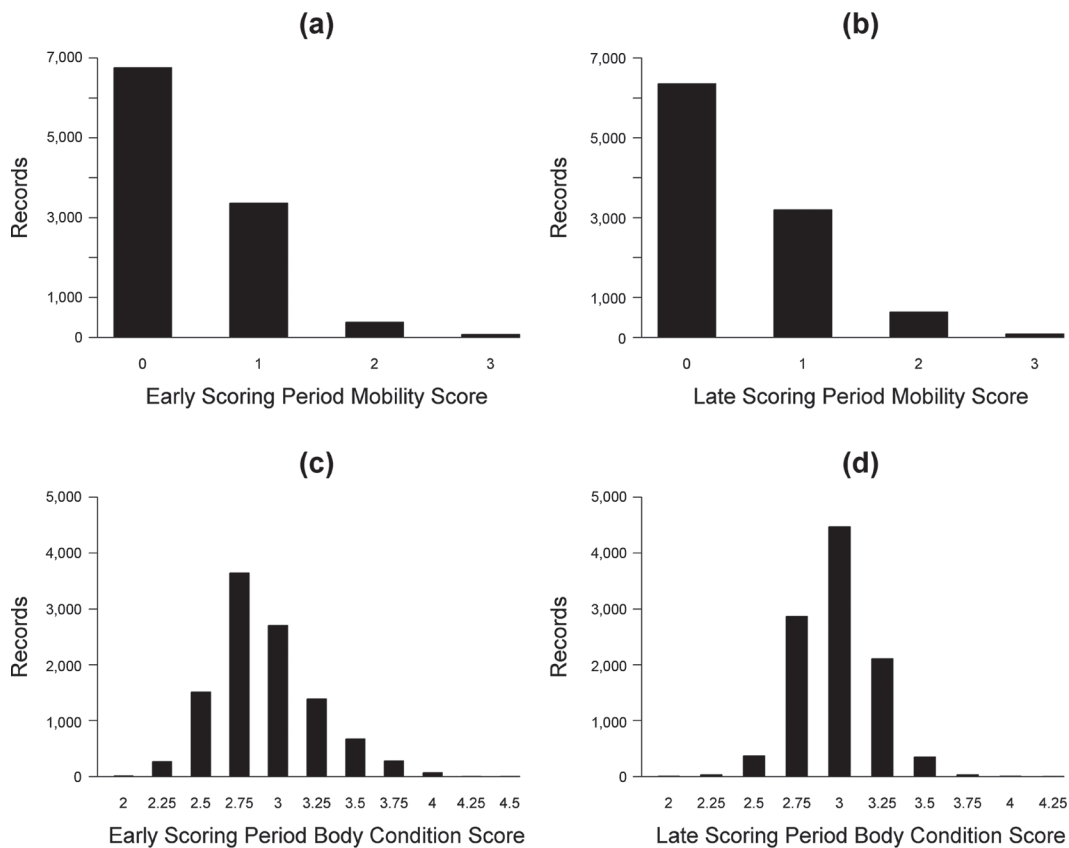 (a)
7,000
5,000
3,000
1,000
0
Records
0 1 2 3
Early Scoring Period Mobility Score
(b)
7,000
5,000
3,000
1,000
0
Records
0 1 2 3
Late Scoring Period Mobility Score
(c)
5,000
4,000
3,000
2,000
1,000
0
Records
2 2.25 2.5 2.75 3 3.25 3.5 3.75 4 4.25 4.5
Early Scoring Period Body Condition Score
(d)
5,000
4,000
3,000
2,000
1,000
0
Records
2 2.25 2.5 2.75 3 3.25 3.5 3.75 4 4.25
Late Scoring Period Body Condition Score